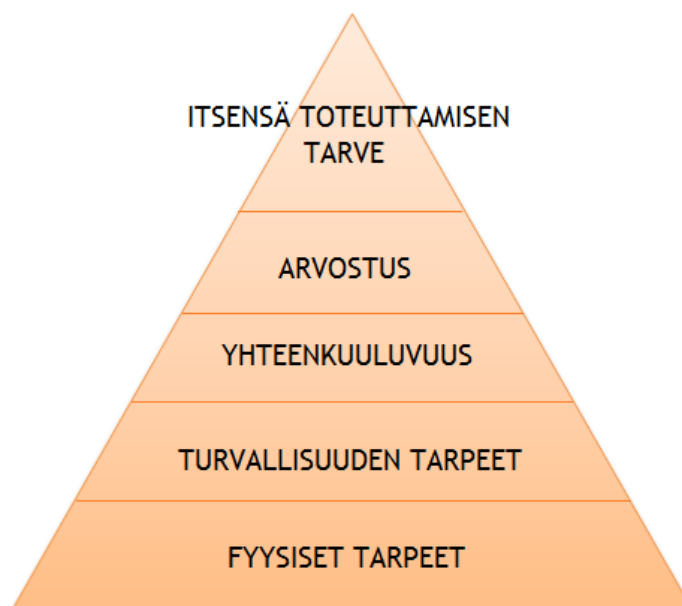 ITSENSÄ TOTEUTTAMISEN
TARVE
ARVOSTUS
YHTEENKUULUVUUS
TURVALLISUUDEN TARPEET
FYYSISET TARPEET